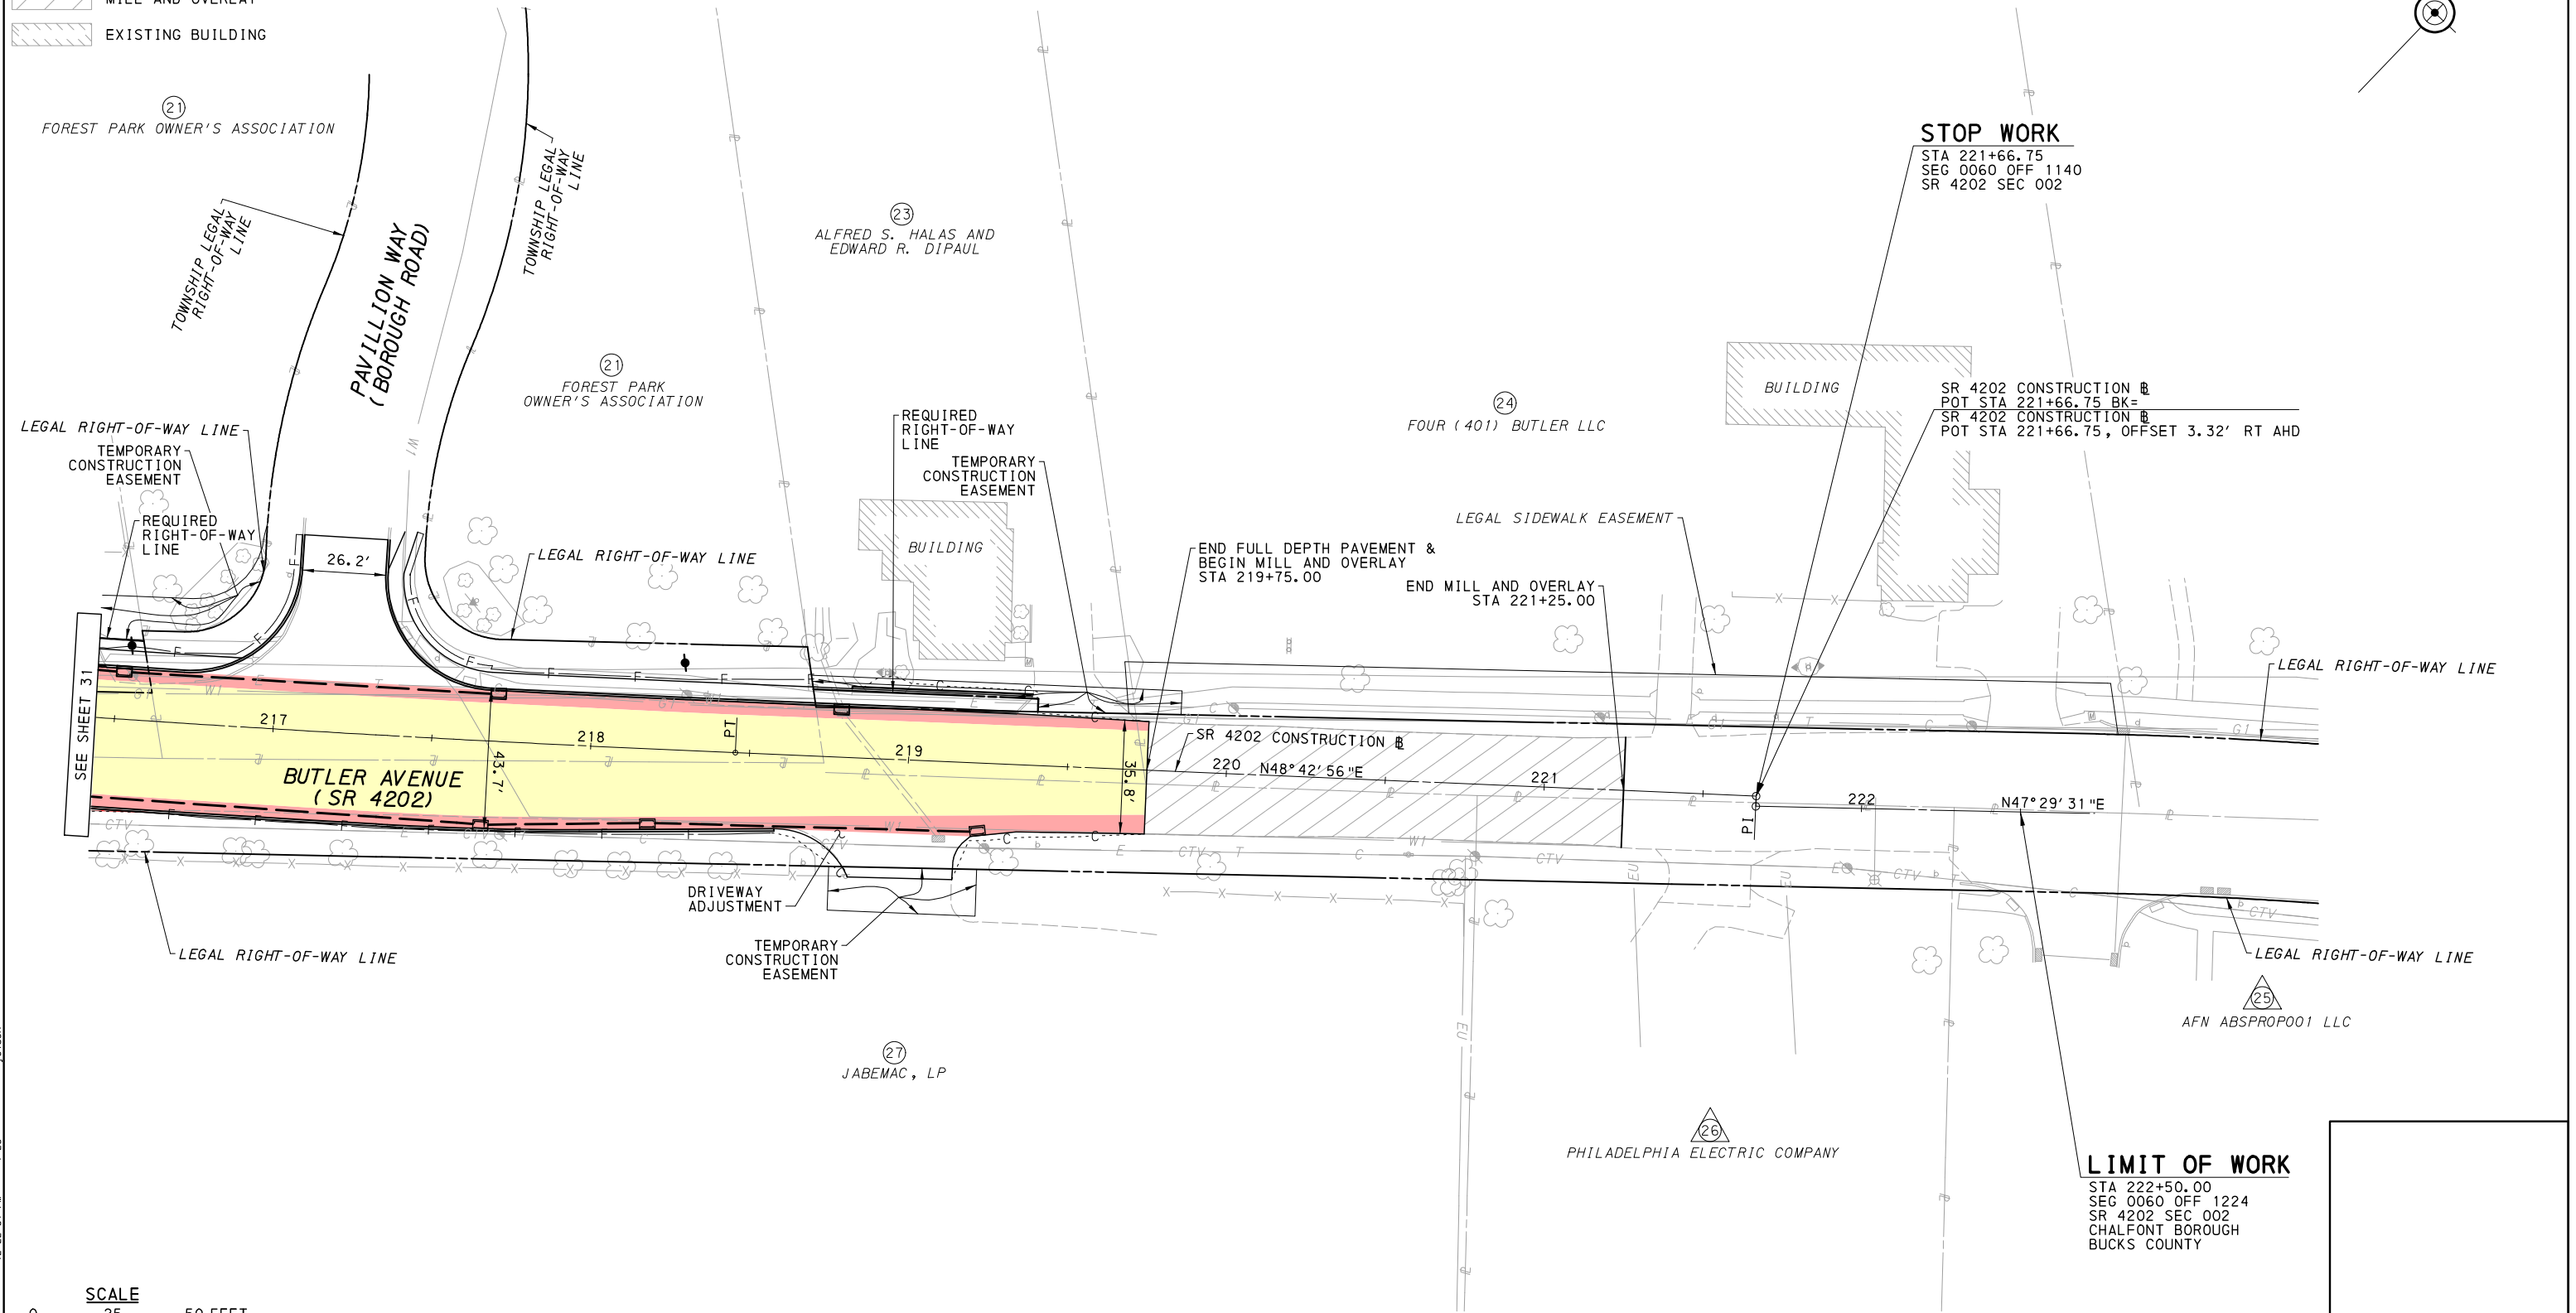 MILL AND OVERLAY
EXISTING BUILDING
21
FOREST PARK OWNER'S ASSOCIATION
TOWNSHIP LEGAL
RIGHT-OF-WAY
LINE
PAVILLION WAY
(BOROUGH ROAD)
TOWNSHIP LEGAL
RIGHT-OF-WAY
LINE
23
ALFRED S. HALAS AND
EDWARD R. DIPAUL
STOP WORK
STA 221+66.75
SEG 0060 OFF 1140
SR 4202 SEC 002
21
FOREST PARK
OWNER'S ASSOCIATION
24
FOUR (401) BUTLER LLC
BUILDING
SR 4202 CONSTRUCTION BL
POT STA 221+66.75 BK=
SR 4202 CONSTRUCTION BL
POT STA 221+66.75, OFFSET 3.32' RT AHD
LEGAL RIGHT-OF-WAY LINE
TEMPORARY
CONSTRUCTION
EASEMENT
REQUIRED
RIGHT-OF-WAY
LINE
REQUIRED
RIGHT-OF-WAY
LINE
TEMPORARY
CONSTRUCTION
EASEMENT
LEGAL SIDEWALK EASEMENT
26.2'
LEGAL RIGHT-OF-WAY LINE
BUILDING
END FULL DEPTH PAVEMENT &
BEGIN MILL AND OVERLAY
STA 219+75.00
END MILL AND OVERLAY
STA 221+25.00
LEGAL RIGHT-OF-WAY LINE
SEE SHEET 31
217
218
PI
219
SR 4202 CONSTRUCTION BL
220
N48°42'56"E
221
222
N47°29'31"E
PI
43.7'
35.8'
BUTLER AVENUE
(SR 4202)
DRIVEWAY
ADJUSTMENT
TEMPORARY
CONSTRUCTION
EASEMENT
LEGAL RIGHT-OF-WAY LINE
LEGAL RIGHT-OF-WAY LINE
25
AFN ABSPROP001 LLC
27
JABEMAC, LP
26
PHILADELPHIA ELECTRIC COMPANY
LIMIT OF WORK
STA 222+50.00
SEG 0060 OFF 1224
SR 4202 SEC 002
CHALFONT BOROUGH
BUCKS COUNTY
SCALE
0 25 50 FEET